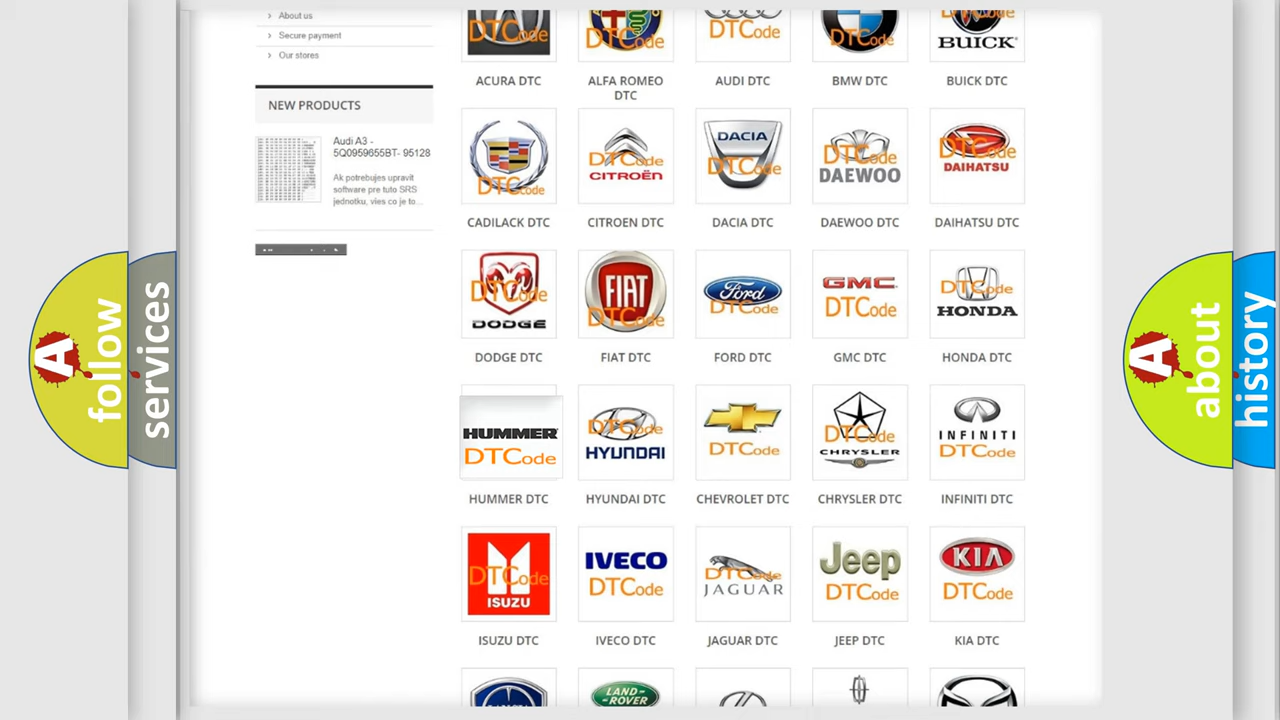 About us
Secure payment
Our stores
NEW PRODUCTS
Audi A3 -
5Q0959655BT- 95128
Ak potrebujes upravit
software pre tuto SRS
jednotku, vies co je to...
DTCode
DTCode
DTCode
DTCode
DTCode
BUICK
ACURA DTC
ALFA ROMEO
DTC
AUDI DTC
BMW DTC
BUICK DTC
DTCode
DTCode
CITROËN
DACIA
DTCode
DTCode
DAEWOO
DTCode
DAIHATSU
CADILACK DTC
CITROEN DTC
DACIA DTC
DAEWOO DTC
DAIHATSU DTC
DTCode
DODGE
FIAT
DTCode
Ford
DTCode
GMC
DTCode
DTCode
HONDA
DODGE DTC
FIAT DTC
FORD DTC
GMC DTC
HONDA DTC
HUMMER
DTCode
DTCode
HYUNDAI
DTCode
DTCode
CHRYSLER
INFINITI
DTCode
HUMMER DTC
HYUNDAI DTC
CHEVROLET DTC
CHRYSLER DTC
INFINITI DTC
DTCode
ISUZU
IVECO
DTCode
DTCode
JAGUAR
Jeep
DTCode
KIA
DTCode
ISUZU DTC
IVECO DTC
JAGUAR DTC
JEEP DTC
KIA DTC
LAND-
ROVER
A
follow
services
A
about
history